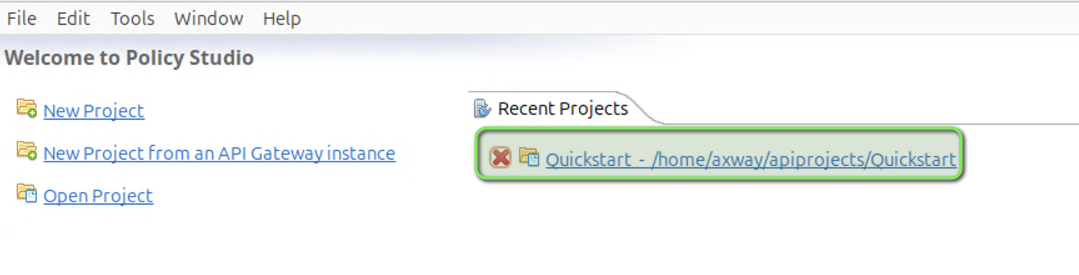 File Edit Tools Window Help
Welcome to Policy Studio
New Project
New Project from an API Gateway instance
Open Project
Recent Projects
Quickstart - /home/axway/apiprojects/Quickstart